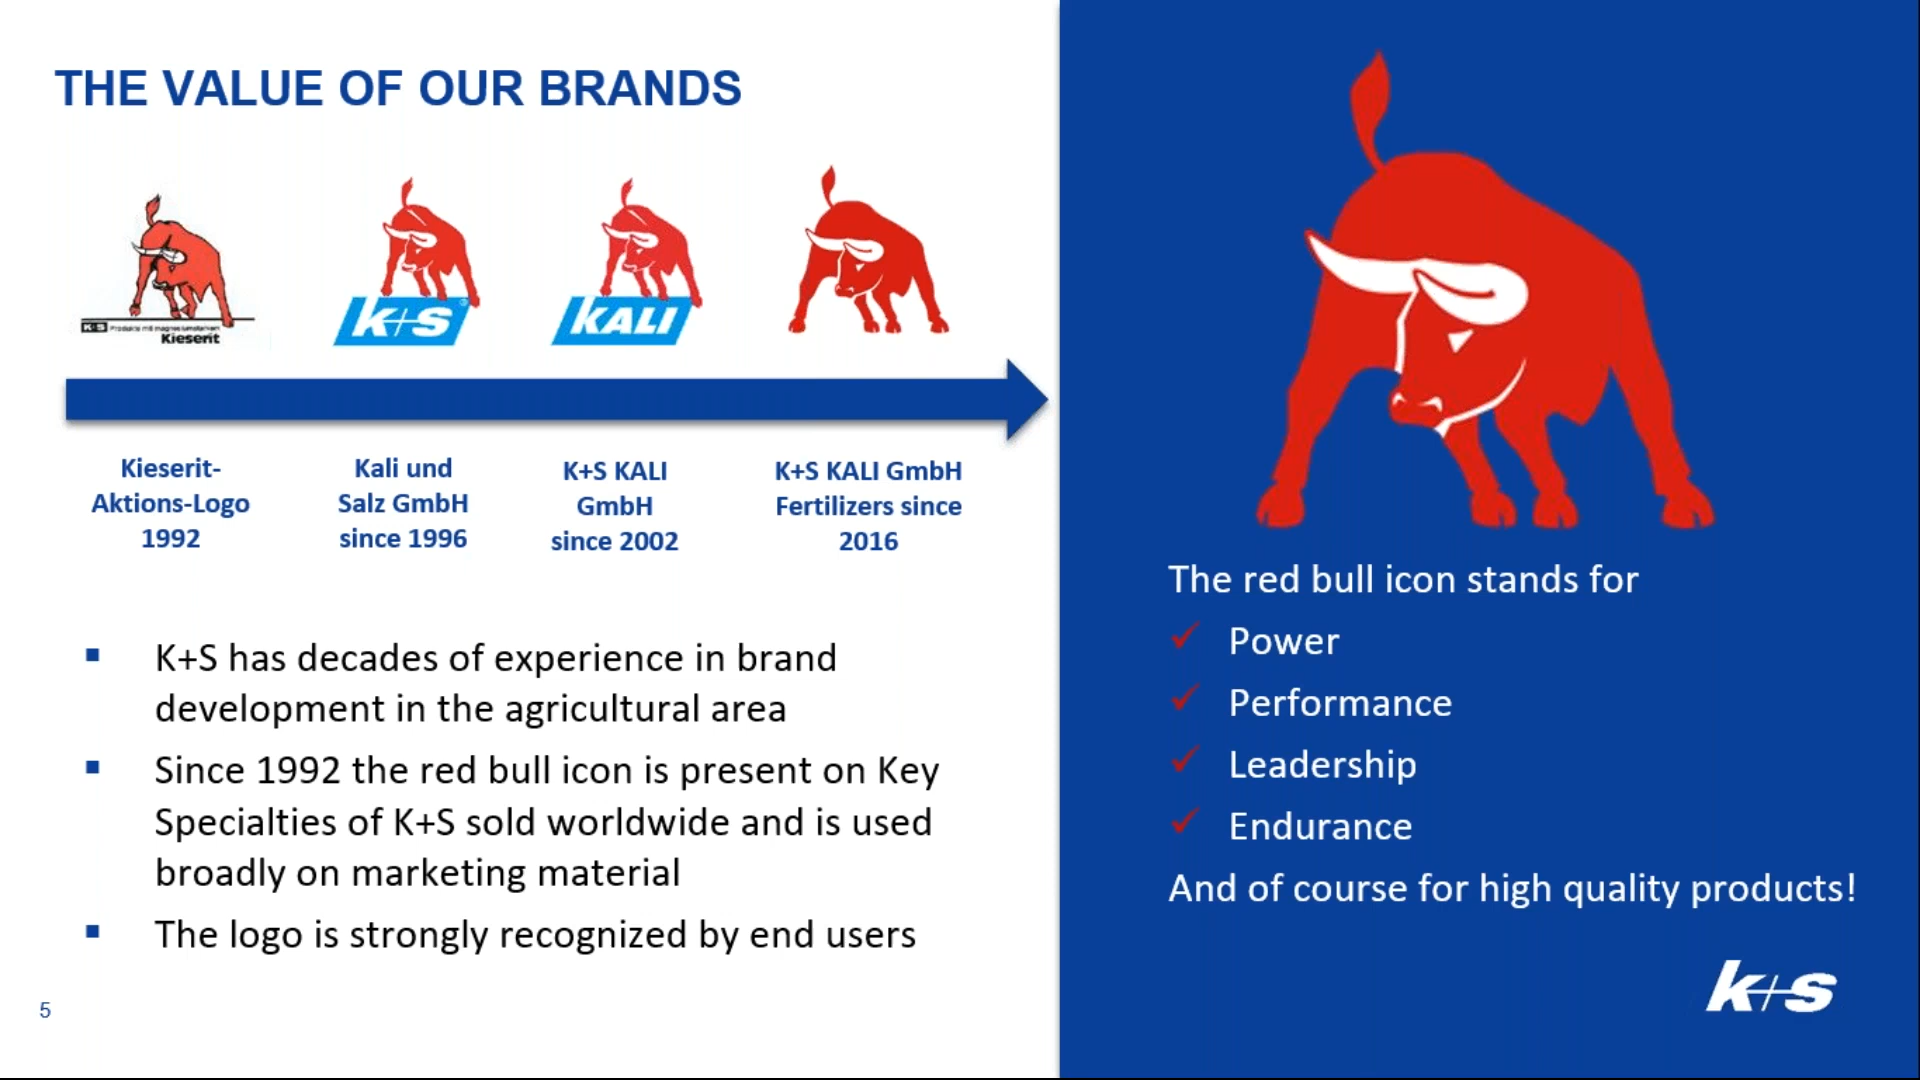 THE VALUE OF OUR BRANDS
K+S Produkte mit magnesiumstarkem
Kieserit
k+s
®
KALI
Kieserit-
Aktions-Logo
1992
Kali und
Salz GmbH
since 1996
K+S KALI
GmbH
since 2002
K+S KALI GmbH
Fertilizers since
2016
K+S has decades of experience in brand
development in the agricultural area
Since 1992 the red bull icon is present on Key
Specialties of K+S sold worldwide and is used
broadly on marketing material
The logo is strongly recognized by end users
5
The red bull icon stands for
Power
Performance
Leadership
Endurance
And of course for high quality products!
k+s